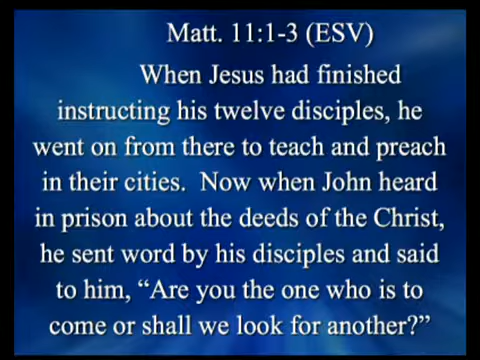 Matt. 11:1-3 (ESV)
When Jesus had finished
instructing his twelve disciples, he
went on from there to teach and preach
in their cities.  Now when John heard
in prison about the deeds of the Christ,
he sent word by his disciples and said
to him, “Are you the one who is to
come or shall we look for another?”